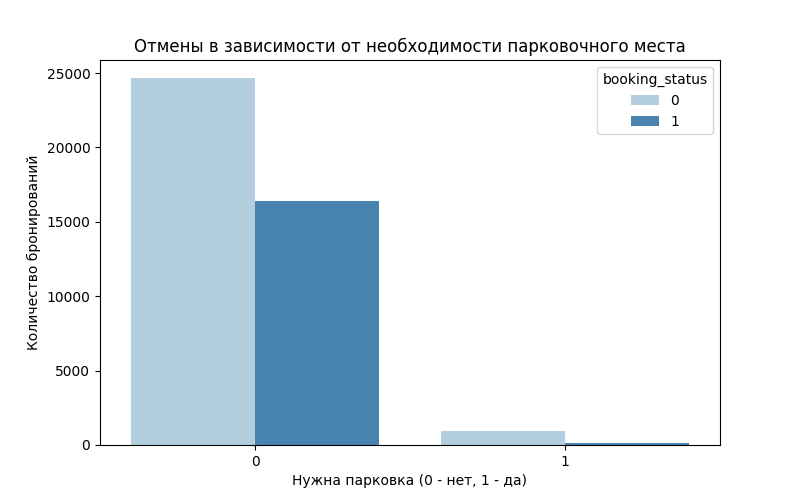 Отмены в зависимости от необходимости парковочного места
booking_status
0
1
Количество бронирований
25000
20000
15000
10000
5000
0
0
1
Нужна парковка (0 - нет, 1 - да)